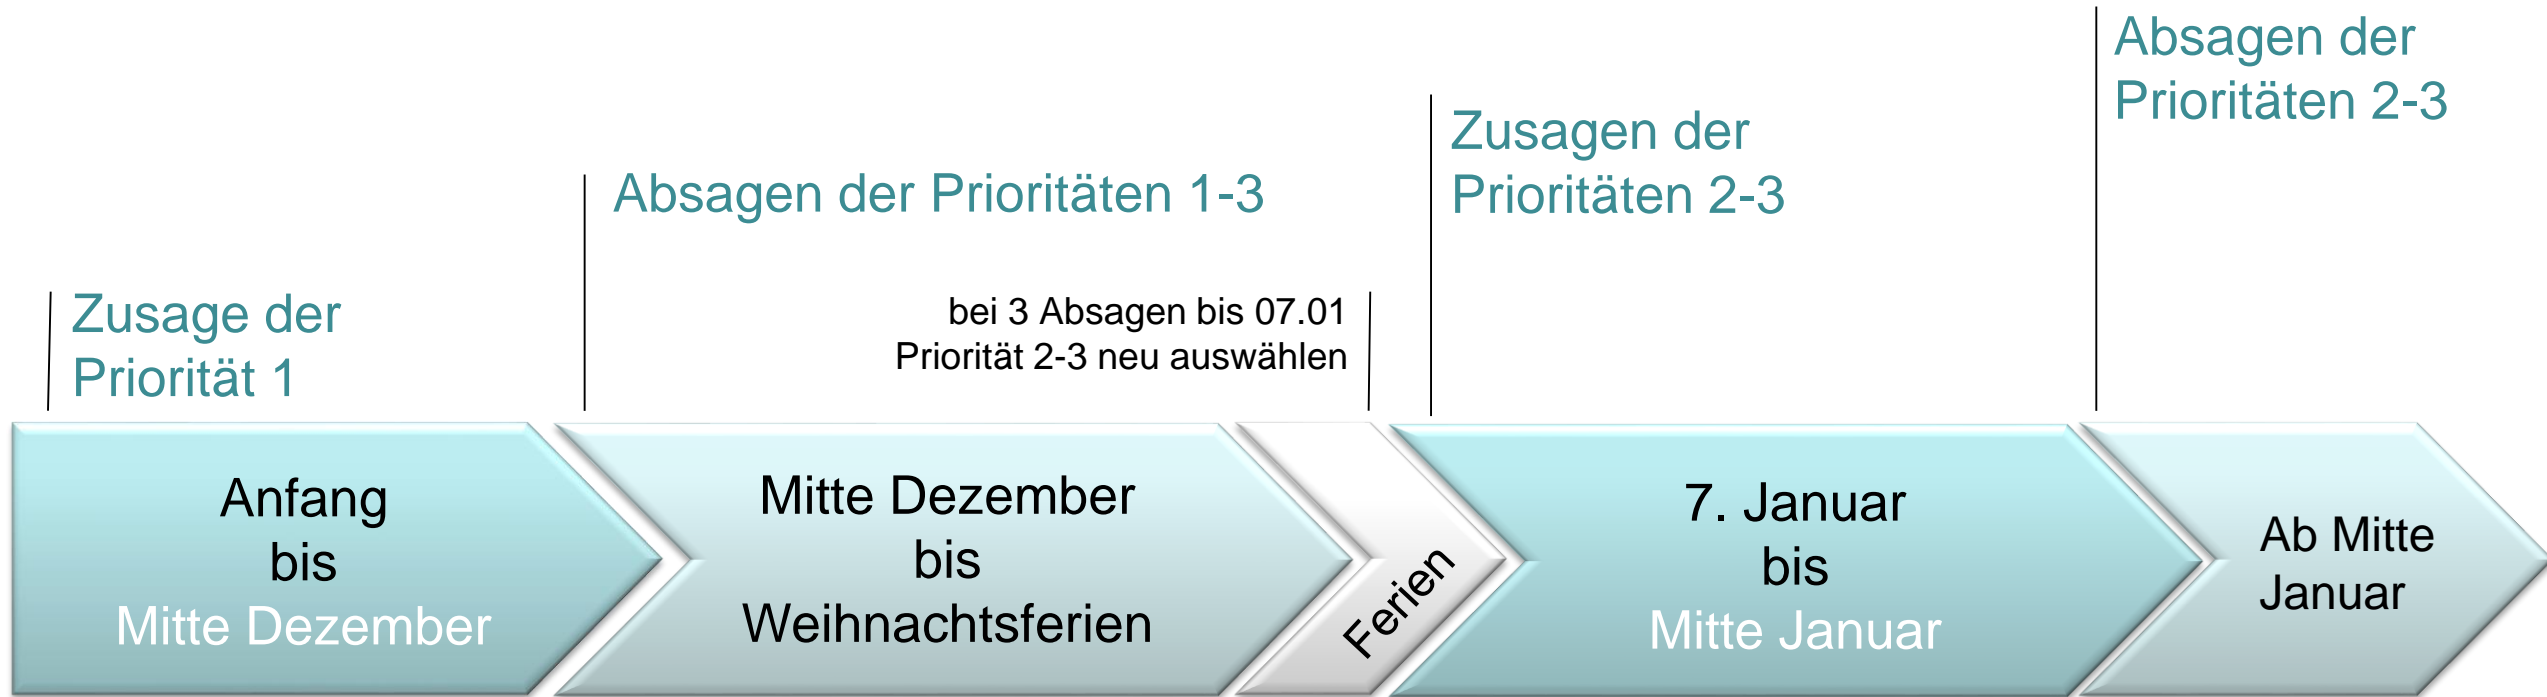 Zusage der
Priorität 1
Absagen der Prioritäten 1-3
bei 3 Absagen bis 07.01
Priorität 2-3 neu auswählen
Zusagen der
Prioritäten 2-3
Absagen der
Prioritäten 2-3
Anfang
bis
Mitte Dezember
Mitte Dezember
bis
Weihnachtsferien
Ferien
7. Januar
bis
Mitte Januar
Ab Mitte
Januar